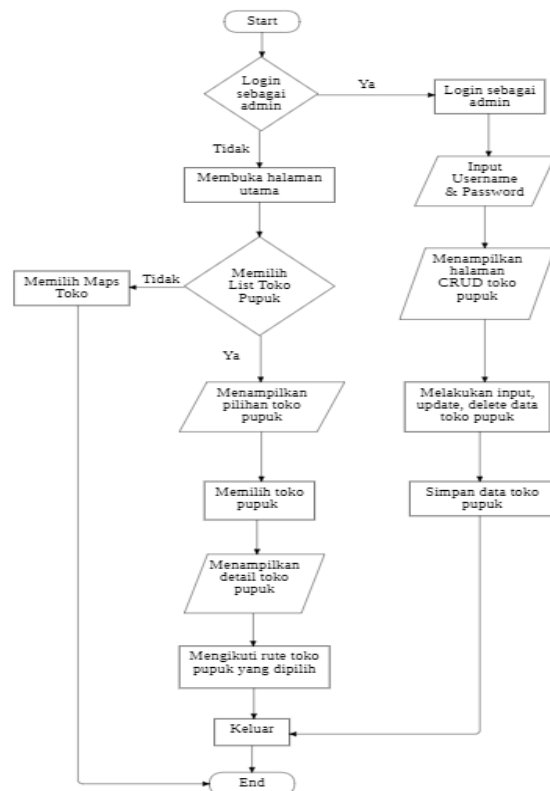 Start
Login
sebagai
admin
Ya
Login sebagai
admin
Tidak
Input
Username
& Password
Membuka halaman
utama
Memilih
List Toko
Pupuk
Tidak
Memilih Maps
Toko
Menampilkan
halaman
CRUD toko
pupuk
Ya
Menampilkan
pilihan toko
pupuk
Melakukan input,
update, delete data
toko pupuk
Memilih toko
pupuk
Simpan data toko
pupuk
Menampilkan
detail toko
pupuk
Mengikuti rute toko
pupuk yang dipilih
Keluar
End